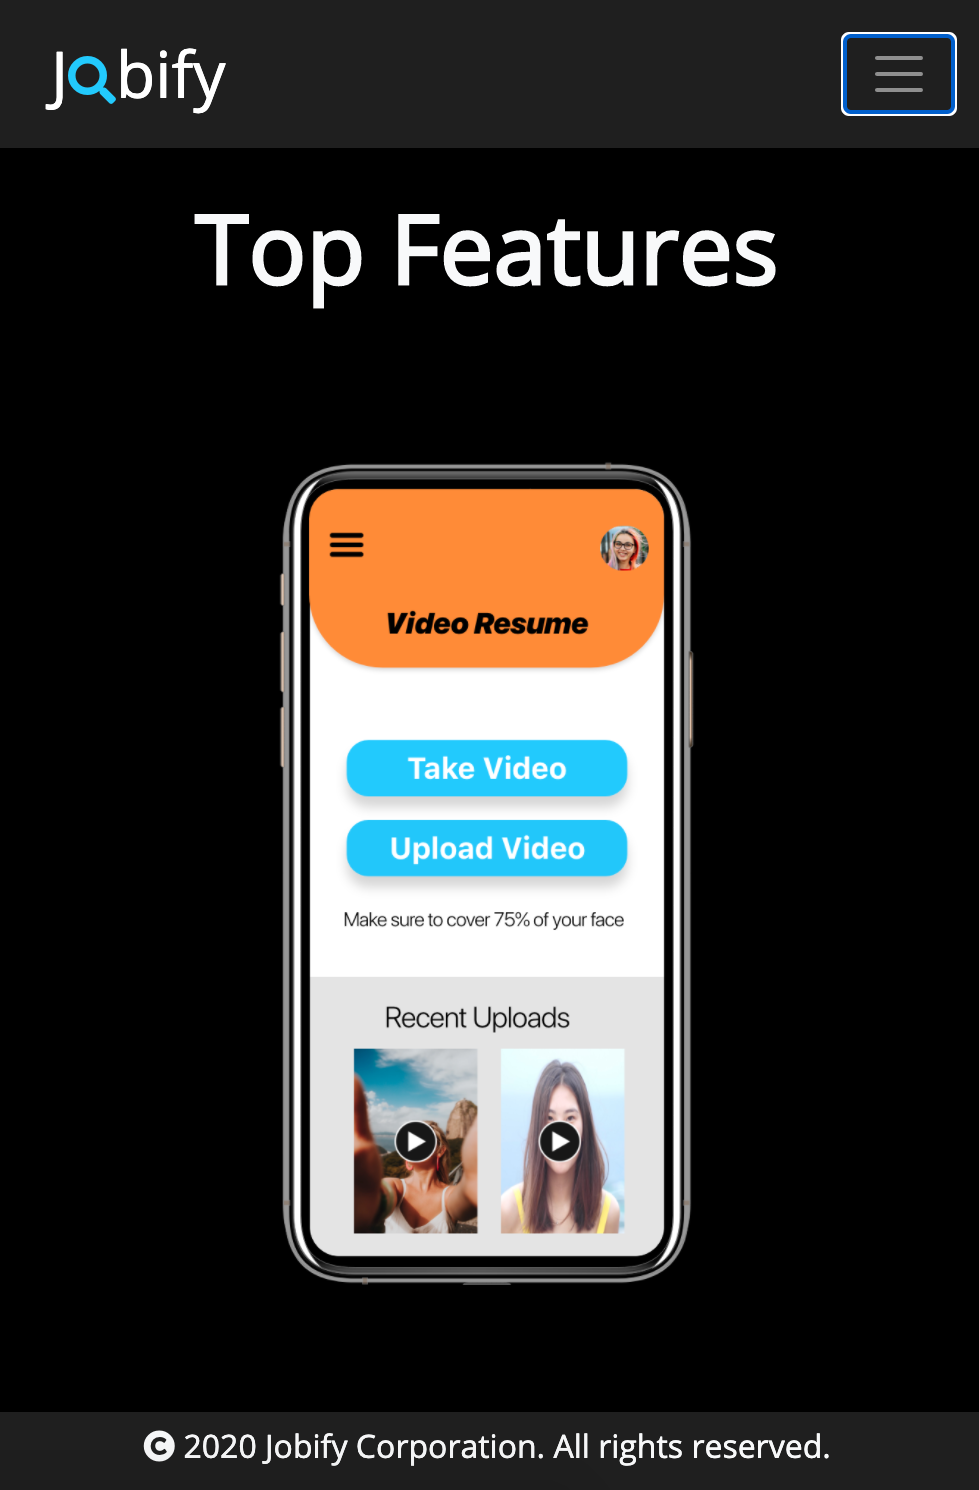 Jobify
Top Features
Video Resume
Take Video
Upload Video
Make sure to cover 75% of your face
Recent Uploads
© 2020 Jobify Corporation. All rights reserved.